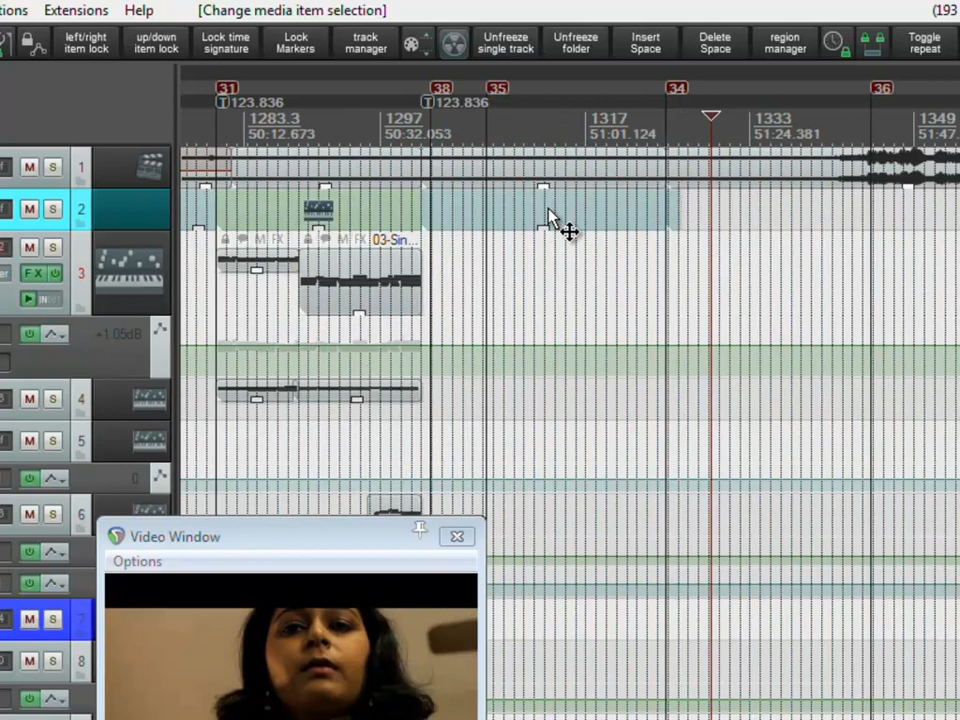 tions Extensions Help [Change media item selection] (193
left/right item lock
up/down item lock
Lock time signature
Lock Markers
track manager
Unfreeze single track
Unfreeze folder
Insert Space
Delete Space
region manager
Toggle repeat
31 38 35 34 36
123.836 123.836
1283.3 1297 1317 1333 1349
50:12.673 50:32.053 51:01.124 51:24.381 51:47.
M S 1
M S 2
M FX M FX 03-Sin...
M S
FX 3
+1.05dB
M S 4
M S 5
0
M S 6
Video Window
Options
M S 7
M S 8